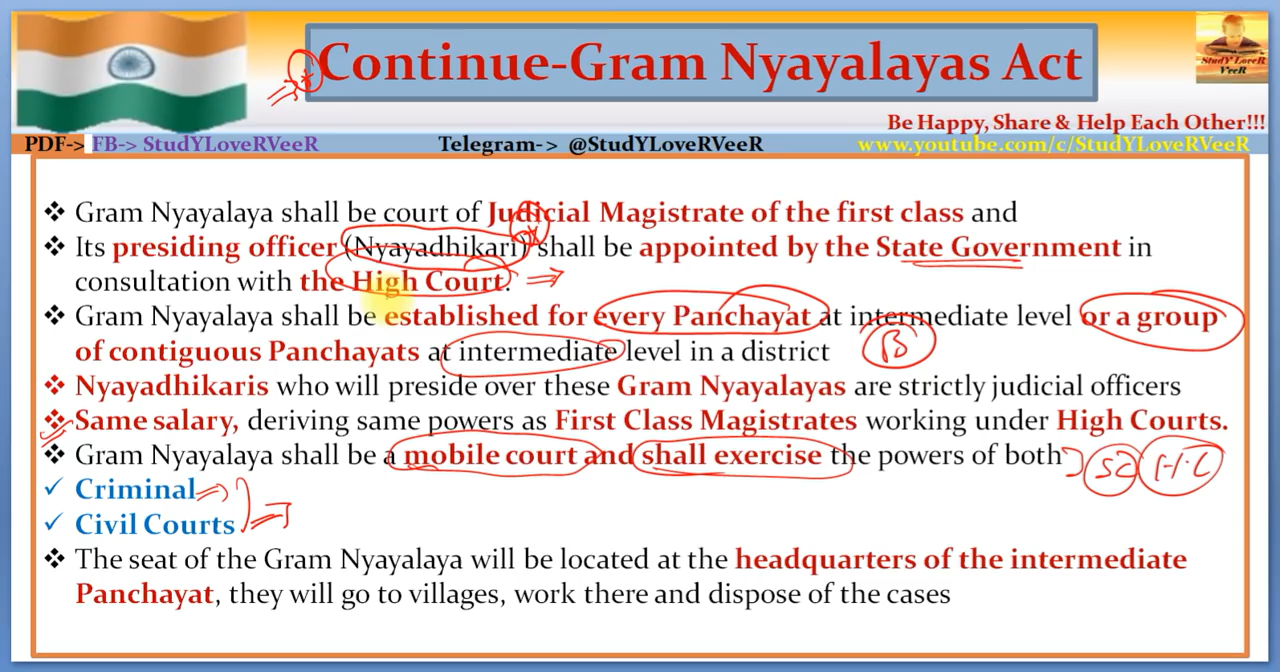 Continue-Gram Nyayalayas Act
StudY LoveR
VeeR
Be Happy, Share & Help Each Other!!!
PDF-> FB-> StudYLoveRVeeR Telegram-> @StudYLoveRVeeR www.youtube.com/c/StudYLoveRVeeR
❖ Gram Nyayalaya shall be court of Judicial Magistrate of the first class and
❖ Its presiding officer (Nyayadhikari) shall be appointed by the State Government in
consultation with the High Court.
❖ Gram Nyayalaya shall be established for every Panchayat at intermediate level or a group
of contiguous Panchayats at intermediate level in a district B
❖ Nyayadhikaris who will preside over these Gram Nyayalayas are strictly judicial officers
❖ Same salary, deriving same powers as First Class Magistrates working under High Courts.
❖ Gram Nyayalaya shall be a mobile court and shall exercise the powers of both SC H.C
✓ Criminal
✓ Civil Courts
❖ The seat of the Gram Nyayalaya will be located at the headquarters of the intermediate
Panchayat, they will go to villages, work there and dispose of the cases